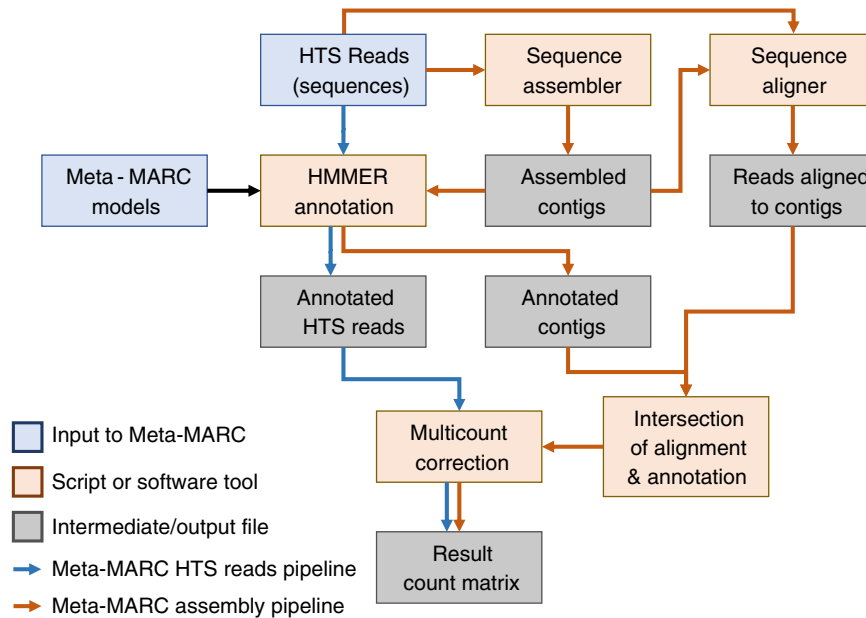 HTS Reads
(sequences)
Sequence
assembler
Sequence
aligner
Meta - MARC
models
HMMER
annotation
Assembled
contigs
Reads aligned
to contigs
Annotated
HTS reads
Annotated
contigs
Multicount
correction
Intersection
of alignment
& annotation
Result
count matrix
Input to Meta-MARC
Script or software tool
Intermediate/output file
Meta-MARC HTS reads pipeline
Meta-MARC assembly pipeline